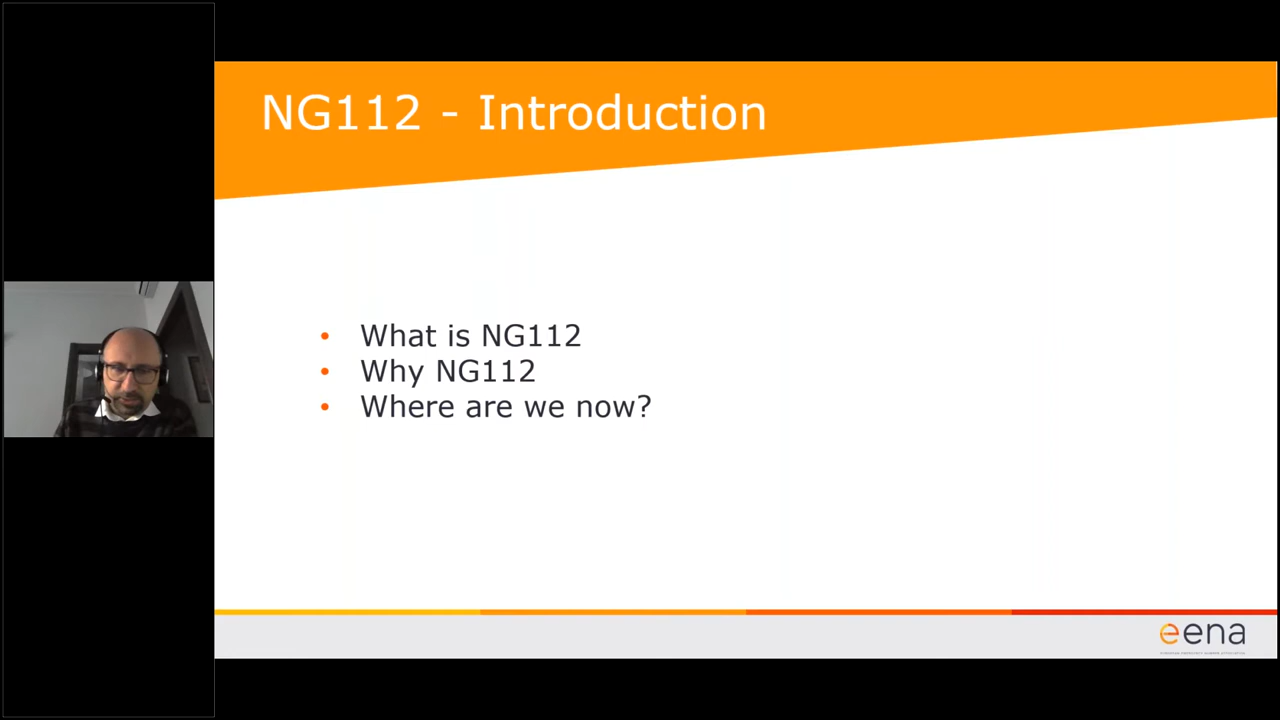 NG112 - Introduction
• What is NG112
• Why NG112
• Where are we now?
eena